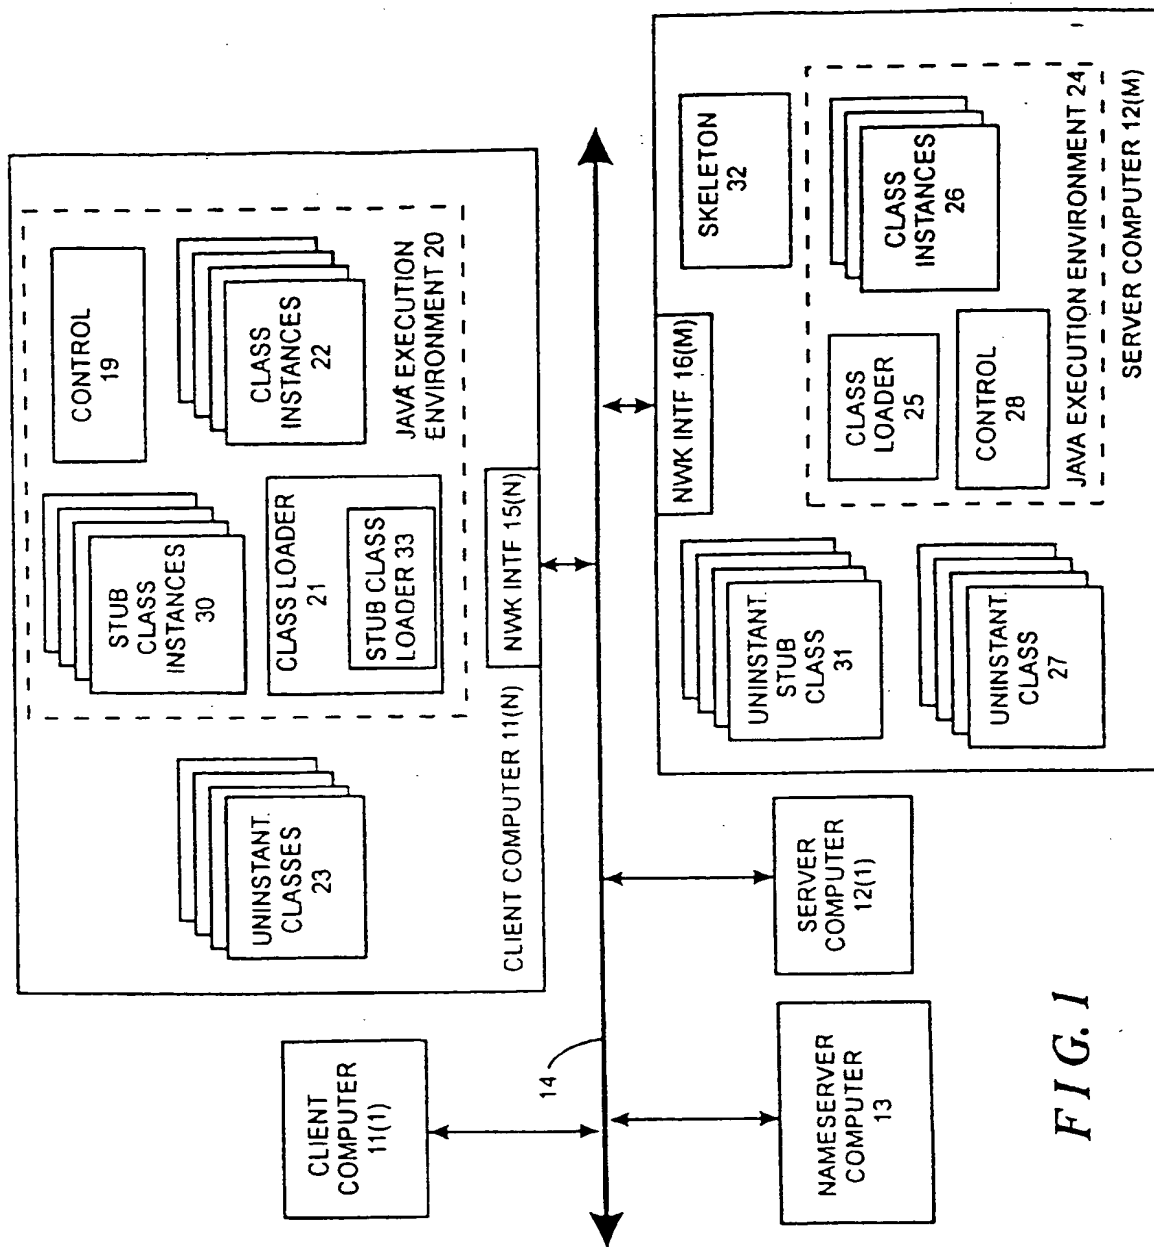 CLIENT
COMPUTER
11(1)
UNINSTANT.
CLASSES
23
STUB
CLASS
INSTANCES
30
CONTROL
19
CLASS LOADER
21
STUB CLASS
LOADER 33
CLASS
INSTANCES
22
JAVA EXECUTION
ENVIRONMENT 20
CLIENT COMPUTER 11(N)
NWK INTF 15(N)
14
NAMESERVER
COMPUTER
13
SERVER
COMPUTER
12(1)
NWK INTF 16(M)
SKELETON
32
UNINSTANT.
STUB
CLASS
31
CLASS
LOADER
25
CLASS
INSTANCES
26
UNINSTANT.
CLASS
27
CONTROL
28
JAVA EXECUTION ENVIRONMENT 24
SERVER COMPUTER 12(M)
FIG. 1